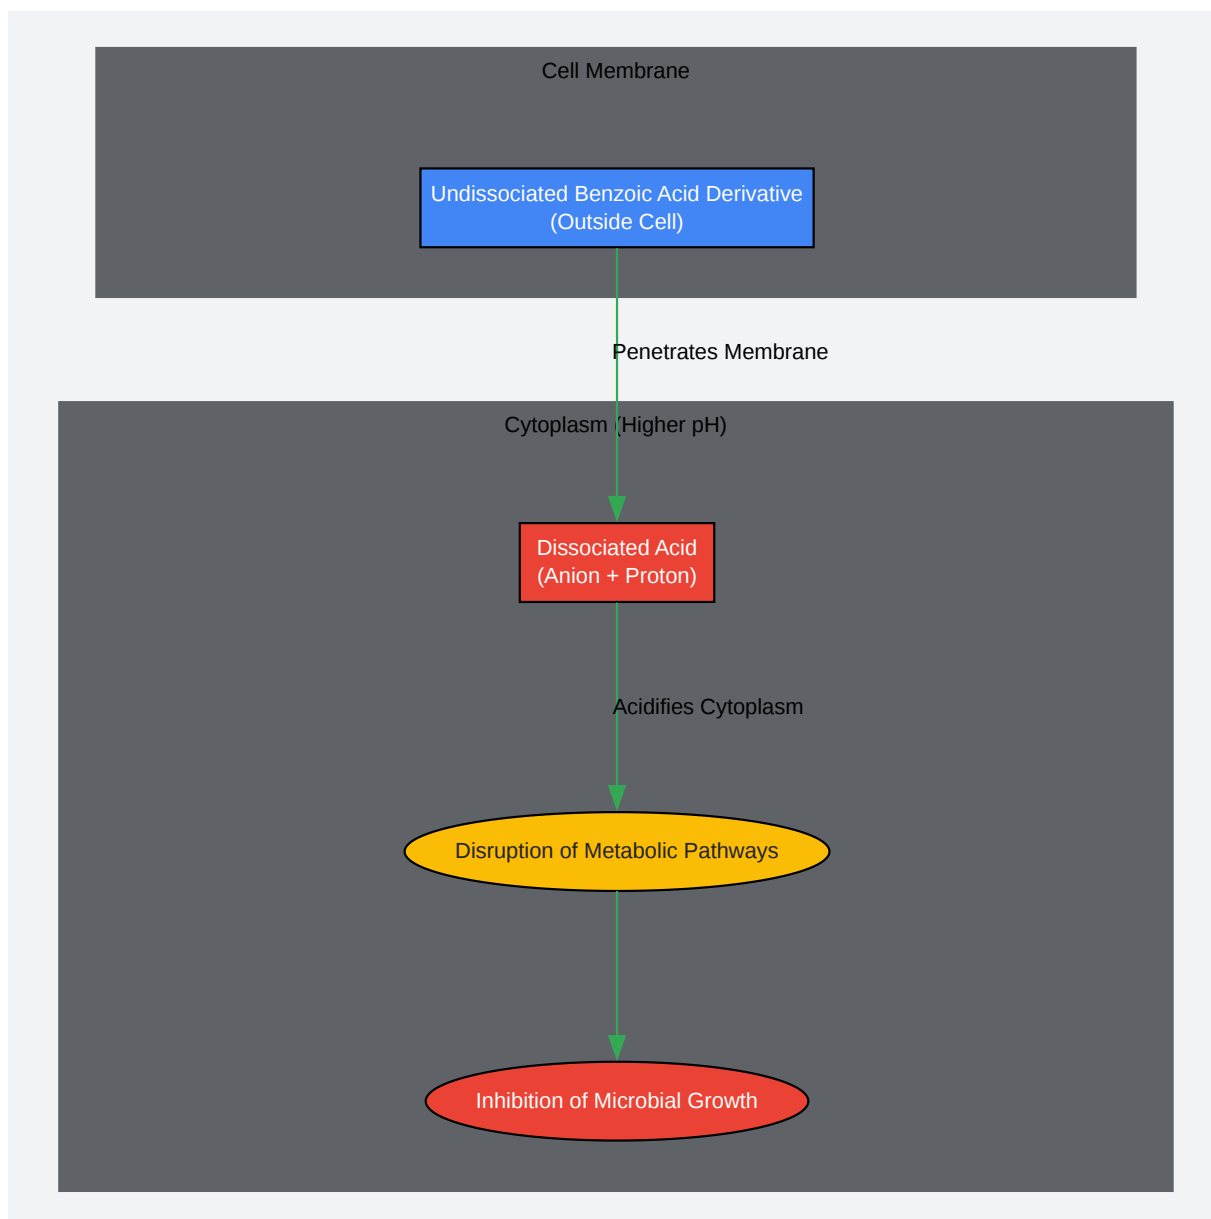 Cell Membrane
Undissociated Benzoic Acid Derivative
(Outside Cell)
Penetrates Membrane
Cytoplasm (Higher pH)
Dissociated Acid
(Anion + Proton)
Acidifies Cytoplasm
Disruption of Metabolic Pathways
Inhibition of Microbial Growth